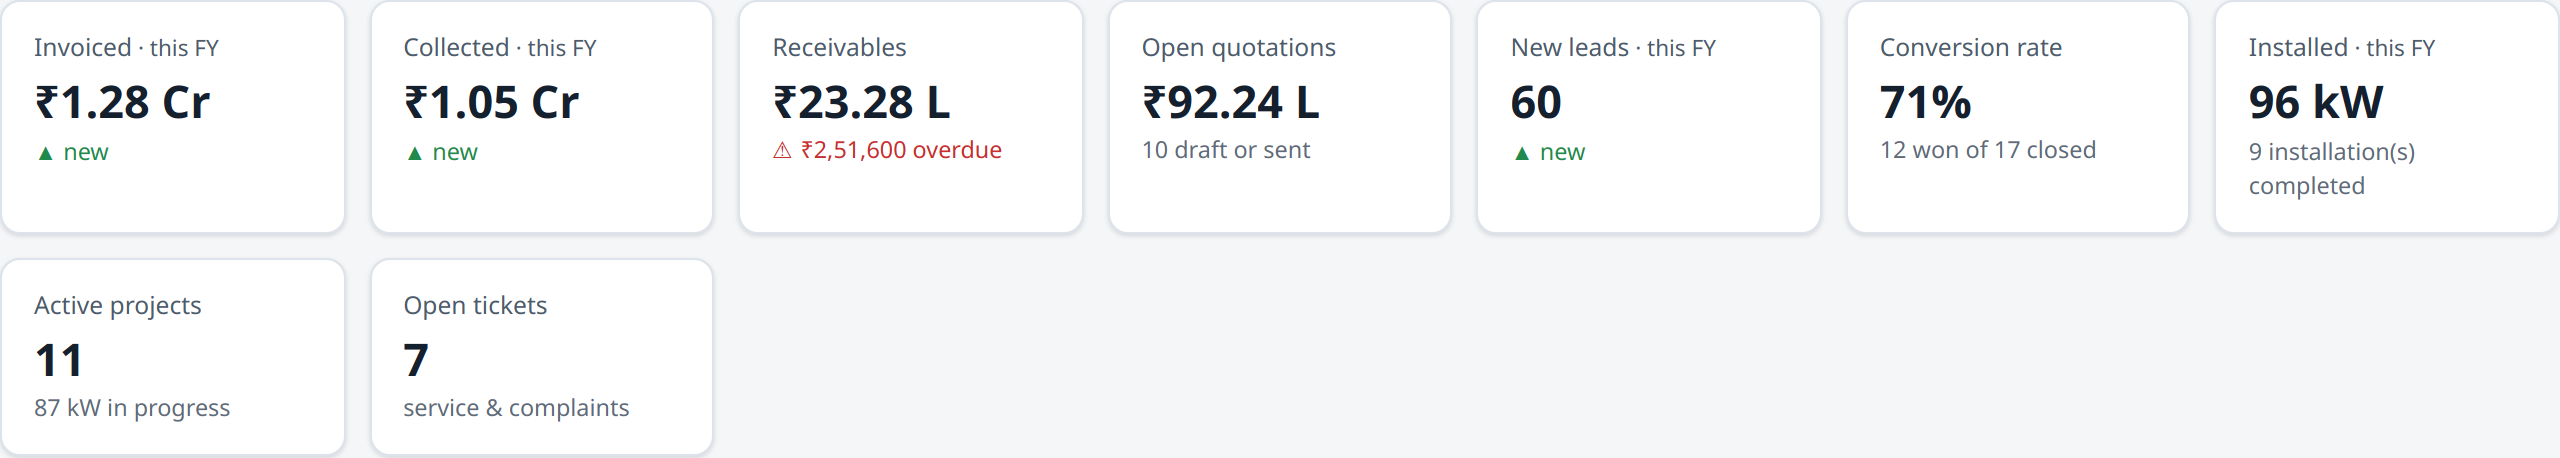 Invoiced · this FY
₹1.28 Cr
▲ new
Collected · this FY
₹1.05 Cr
▲ new
Receivables
₹23.28 L
⚠ ₹2,51,600 overdue
Open quotations
₹92.24 L
10 draft or sent
New leads · this FY
60
▲ new
Conversion rate
71%
12 won of 17 closed
Installed · this FY
96 kW
9 installation(s)
completed
Active projects
11
87 kW in progress
Open tickets
7
service & complaints